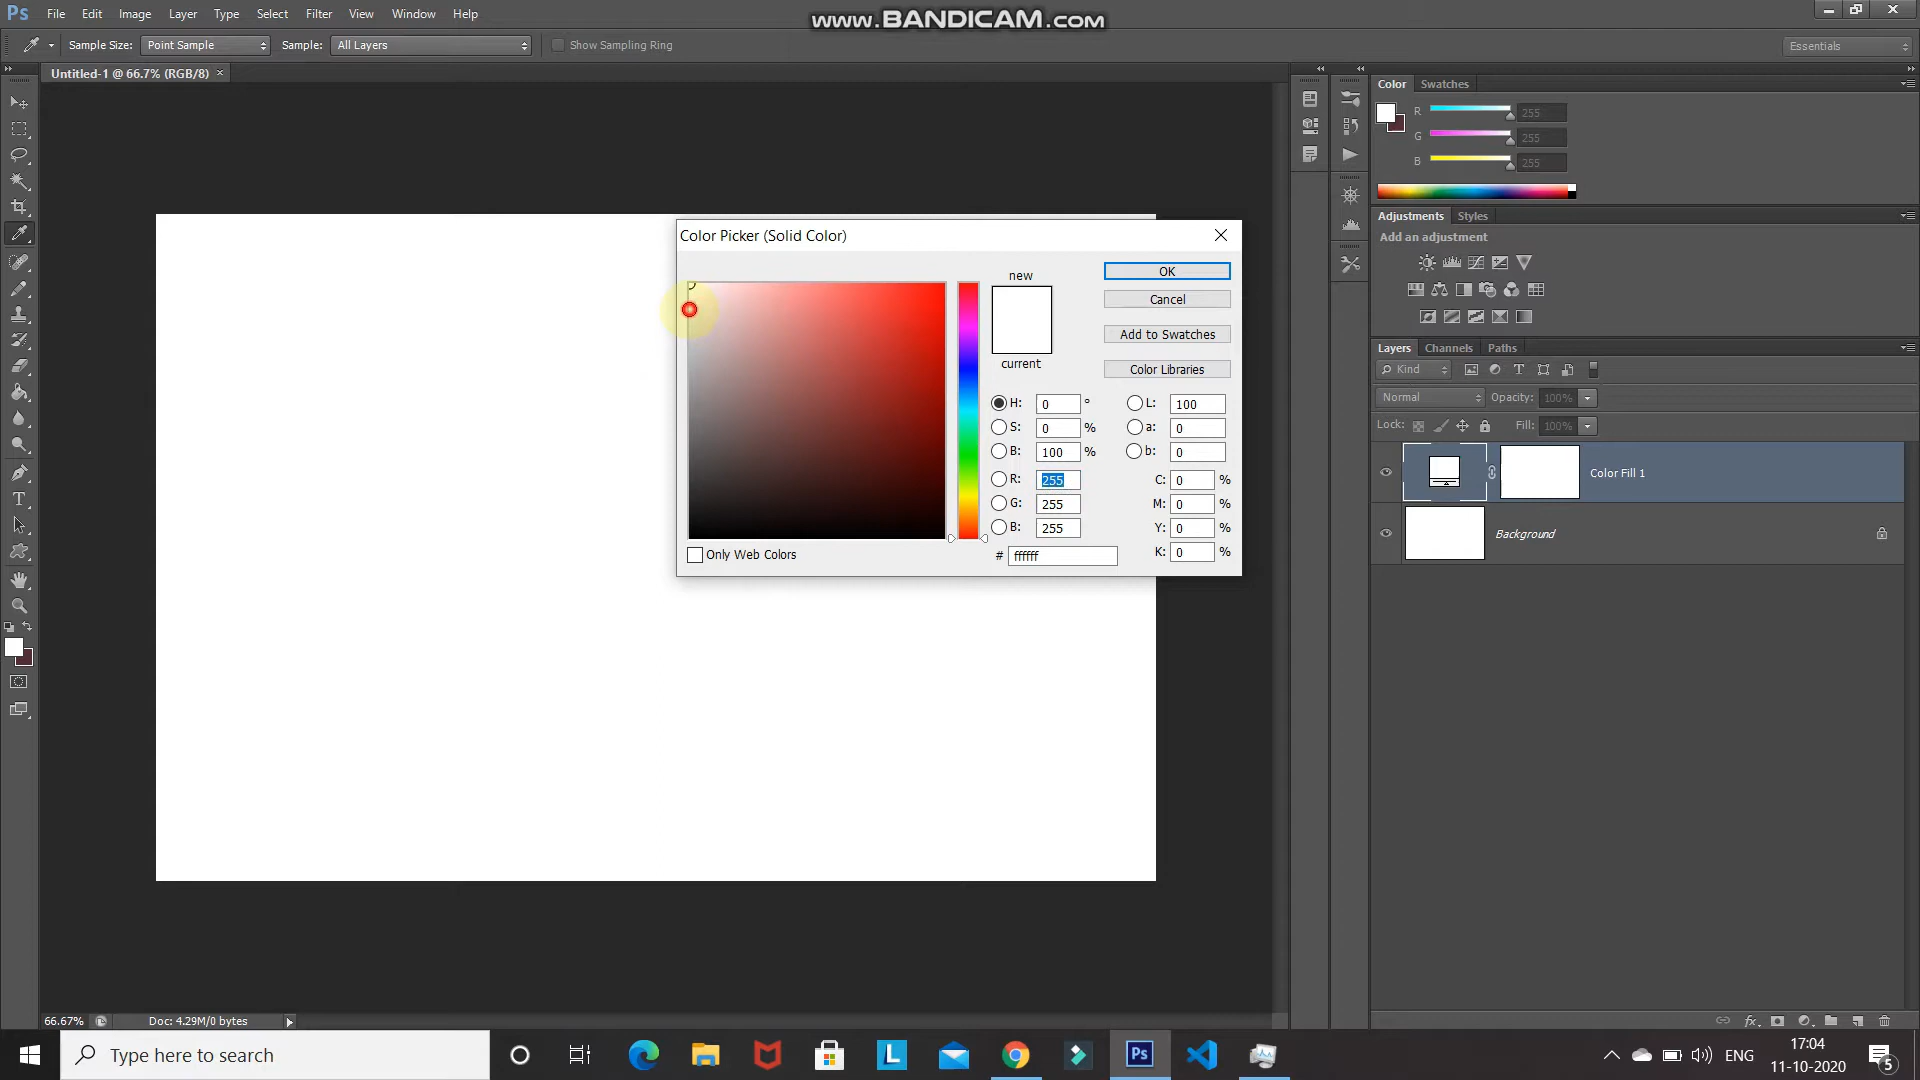 Ps File Edit Image Layer Type Select Filter View Window Help
www.BANDICAM.com
Sample Size: Point Sample Sample: All Layers Show Sampling Ring
Essentials
Untitled-1 @ 66.7% (RGB/8) ×
Color Swatches
R 255
G 255
B 255
Adjustments Styles
Add an adjustment
Layers Channels Paths
Kind
Normal Opacity: 100%
Lock: Fill: 100%
Color Fill 1
Background
Color Picker (Solid Color)
new
current
OK
Cancel
Add to Swatches
Color Libraries
H: 0 °
S: 0 %
B: 100 %
R: 255
G: 255
B: 255
# ffffff
L: 100
a: 0
b: 0
C: 0 %
M: 0 %
Y: 0 %
K: 0 %
Only Web Colors
66.67% Doc: 4.29M/0 bytes
Type here to search
L
Ps
ENG
17:04
11-10-2020
5